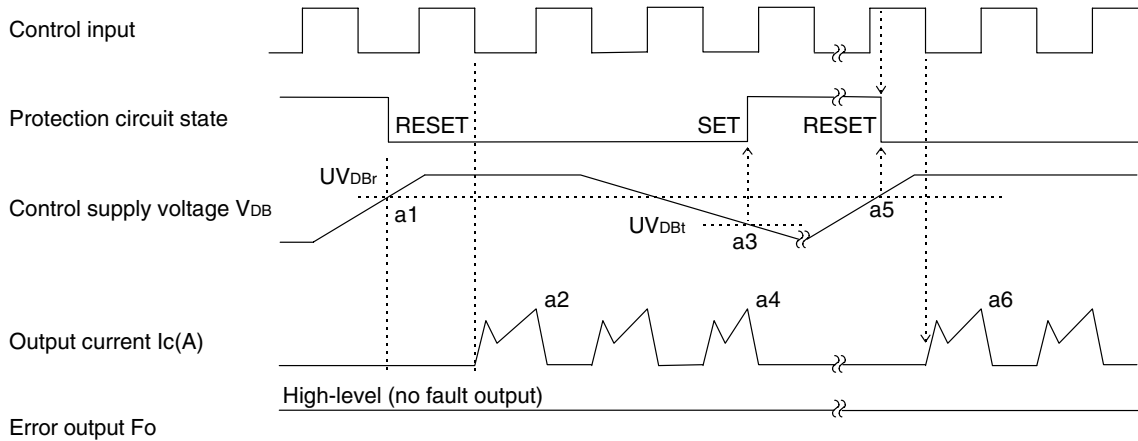 Control input
Protection circuit state
RESET
SET
RESET
UVDBr
Control supply voltage VDB
a1
UVDBt
a3
a5
a2
a4
a6
Output current Ic(A)
High-level (no fault output)
Error output Fo